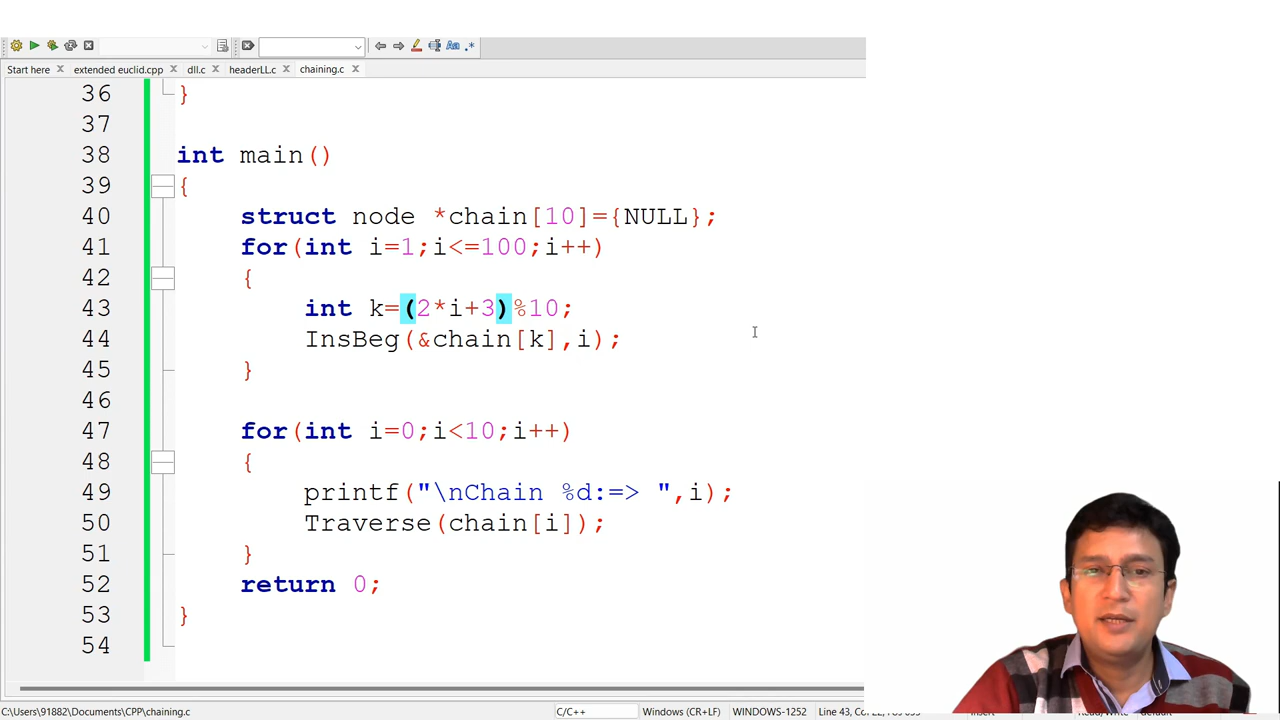 Start here extended euclid.cpp dll.c headerLL.c chaining.c
36 }
37
38 int main()
39 {
40 struct node *chain[10]={NULL};
41 for(int i=1;i<=100;i++)
42 {
43 int k=(2*i+3)%10;
44 InsBeg(&chain[k],i);
45 }
46
47 for(int i=0;i<10;i++)
48 {
49 printf("\nChain %d:=> ",i);
50 Traverse(chain[i]);
51 }
52 return 0;
53 }
54
C:\Users\91882\Documents\CPP\chaining.c C/C++ Windows (CR+LF) WINDOWS-1252